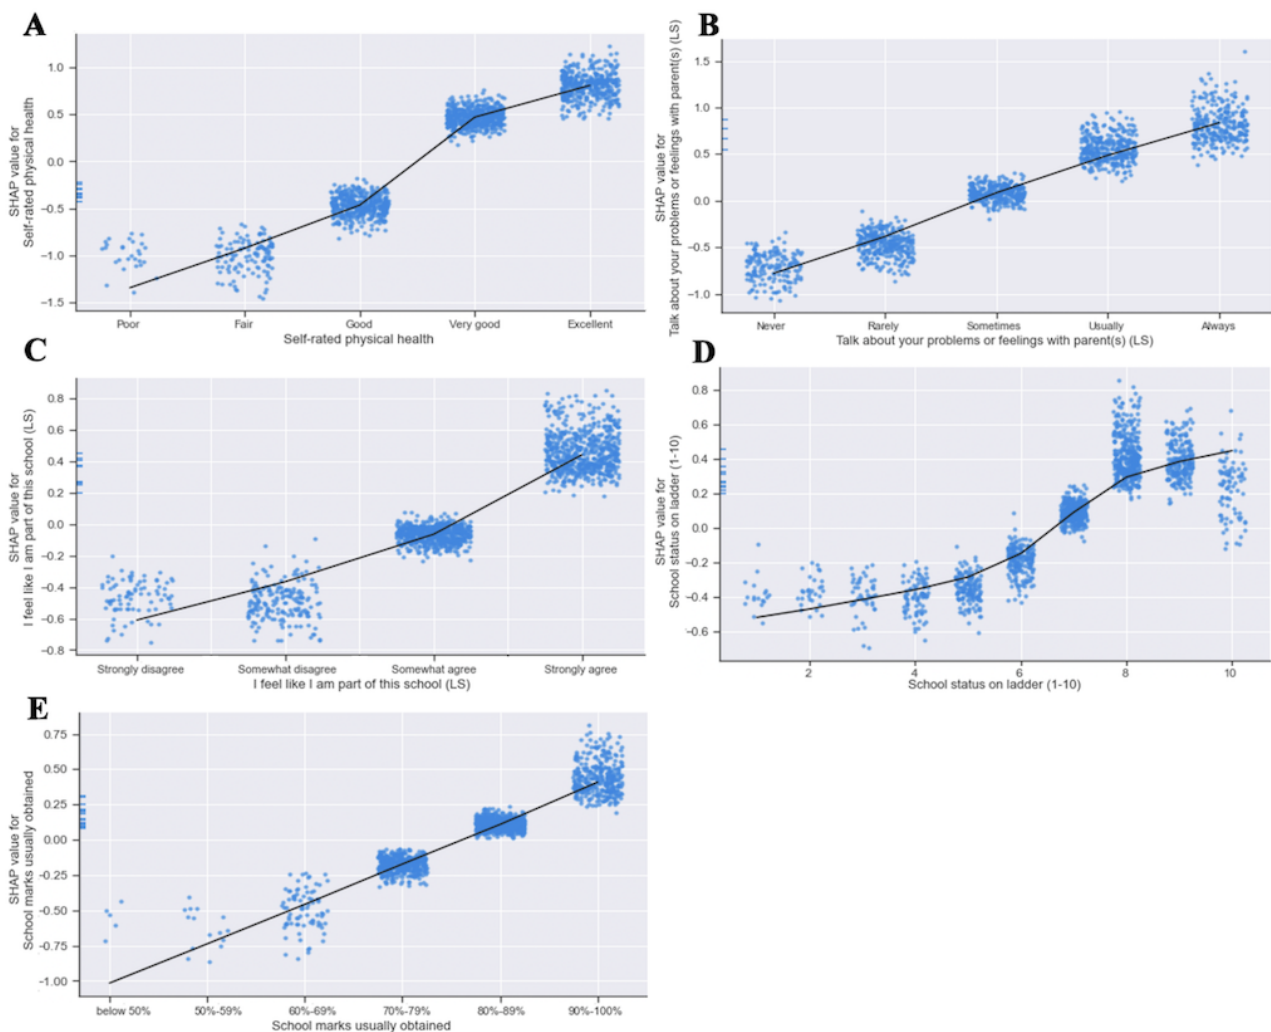 A
SHAP value for
Self-rated physical health
1.0
0.5
0.0
−0.5
−1.0
−1.5
Poor Fair Good Very good Excellent
Self-rated physical health
B
SHAP value for
Talk about your problems or feelings with parent(s) (LS)
1.5
1.0
0.5
0.0
−0.5
−1.0
Never Rarely Sometimes Usually Always
Talk about your problems or feelings with parent(s) (LS)
C
SHAP value for
I feel like I am part of this school (LS)
0.8
0.6
0.4
0.2
0.0
−0.2
−0.4
−0.6
−0.8
Strongly disagree Somewhat disagree Somewhat agree Strongly agree
I feel like I am part of this school (LS)
D
SHAP value for
School status on ladder (1-10)
0.8
0.6
0.4
0.2
0.0
−0.2
−0.4
−0.6
2 4 6 8 10
School status on ladder (1-10)
E
SHAP value for
School marks usually obtained
0.75
0.50
0.25
0.00
−0.25
−0.50
−0.75
−1.00
below 50% 50%-59% 60%-69% 70%-79% 80%-89% 90%-100%
School marks usually obtained